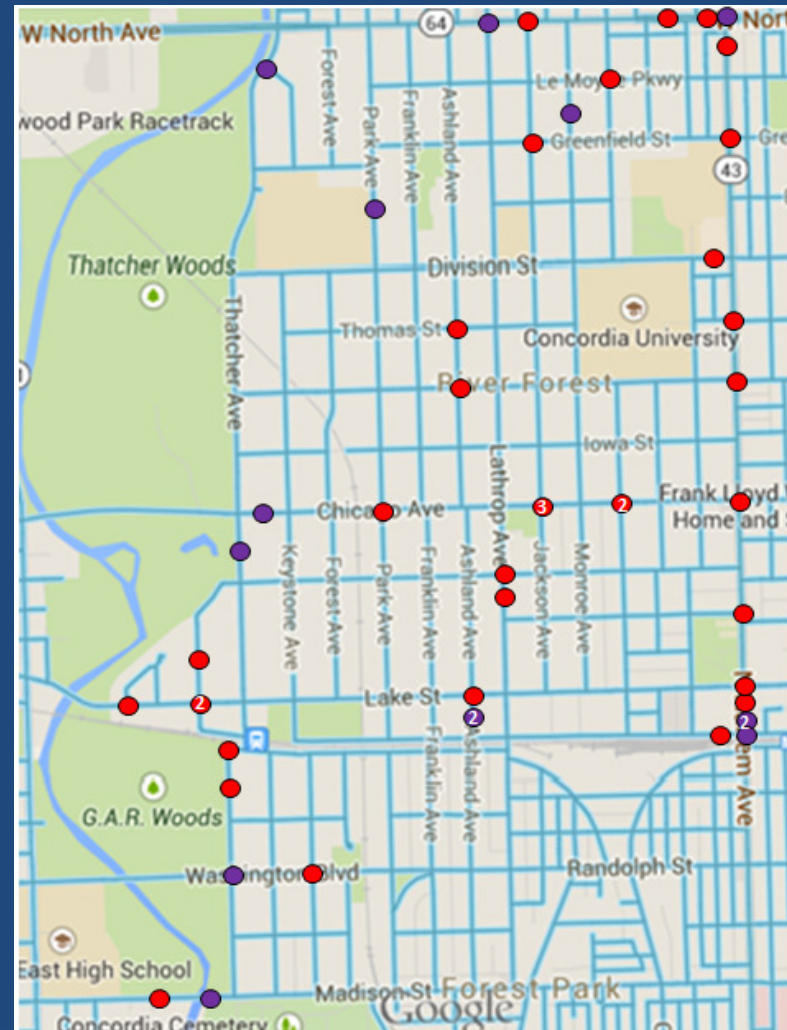 W North Ave
64
Nort
Forest Ave
Park Ave
Franklin Ave
Ashland Ave
Le Moyne Pkwy
wood Park Racetrack
Greenfield St
Gre
43
Thatcher Woods
Division St
Thatcher Ave
Thomas St
Concordia University
River Forest
Iowa St
Lathrop Ave
Chicago Ave
3
2
Frank Lloyd
Home and
Keystone Ave
Forest Ave
Park Ave
Franklin Ave
Ashland Ave
Jackson Ave
Monroe Ave
Lake St
2
2
2
Franklin Ave
Ashland Ave
G.A.R. Woods
Washington Blvd
Randolph St
East High School
Madison St
Forest Park
Google
Concordia Cemetery